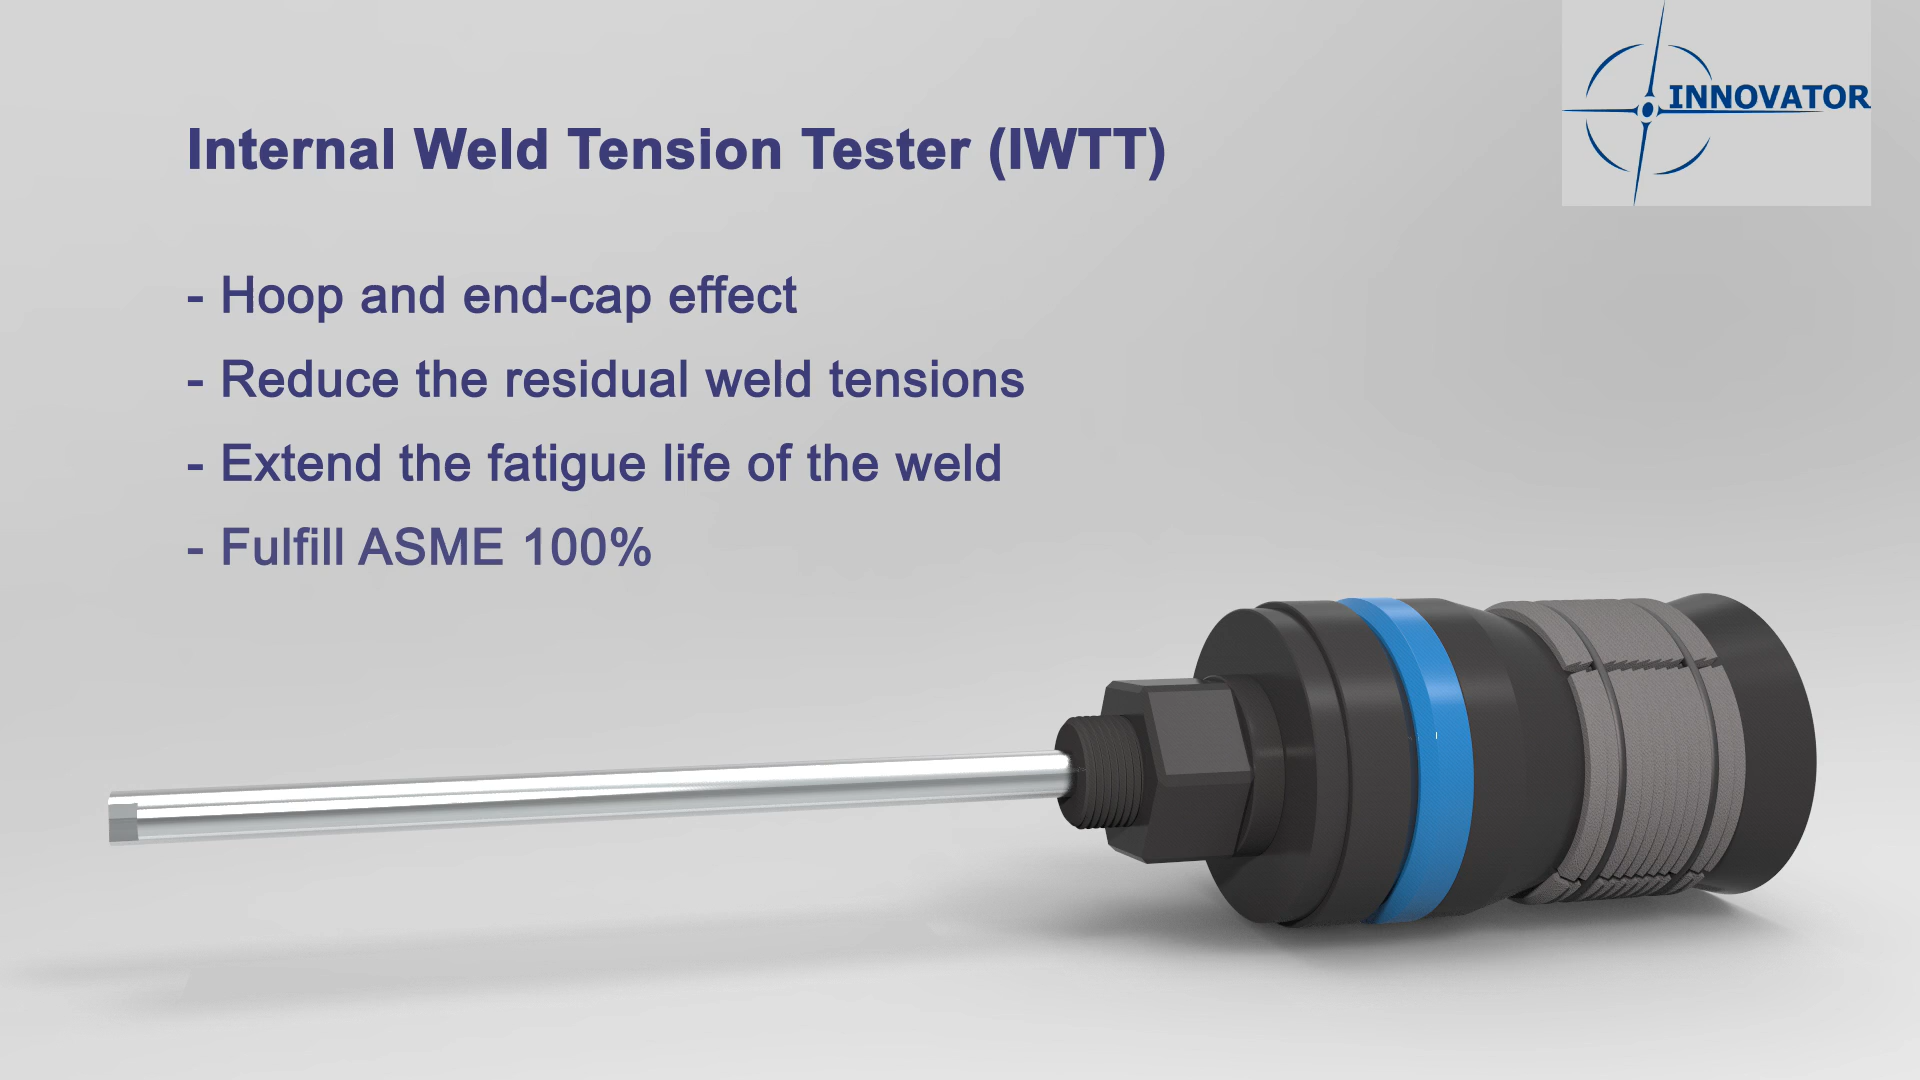 INNOVATOR
Internal Weld Tension Tester (IWTT)
- Hoop and end-cap effect
- Reduce the residual weld tensions
- Extend the fatigue life of the weld
- Fulfill ASME 100%